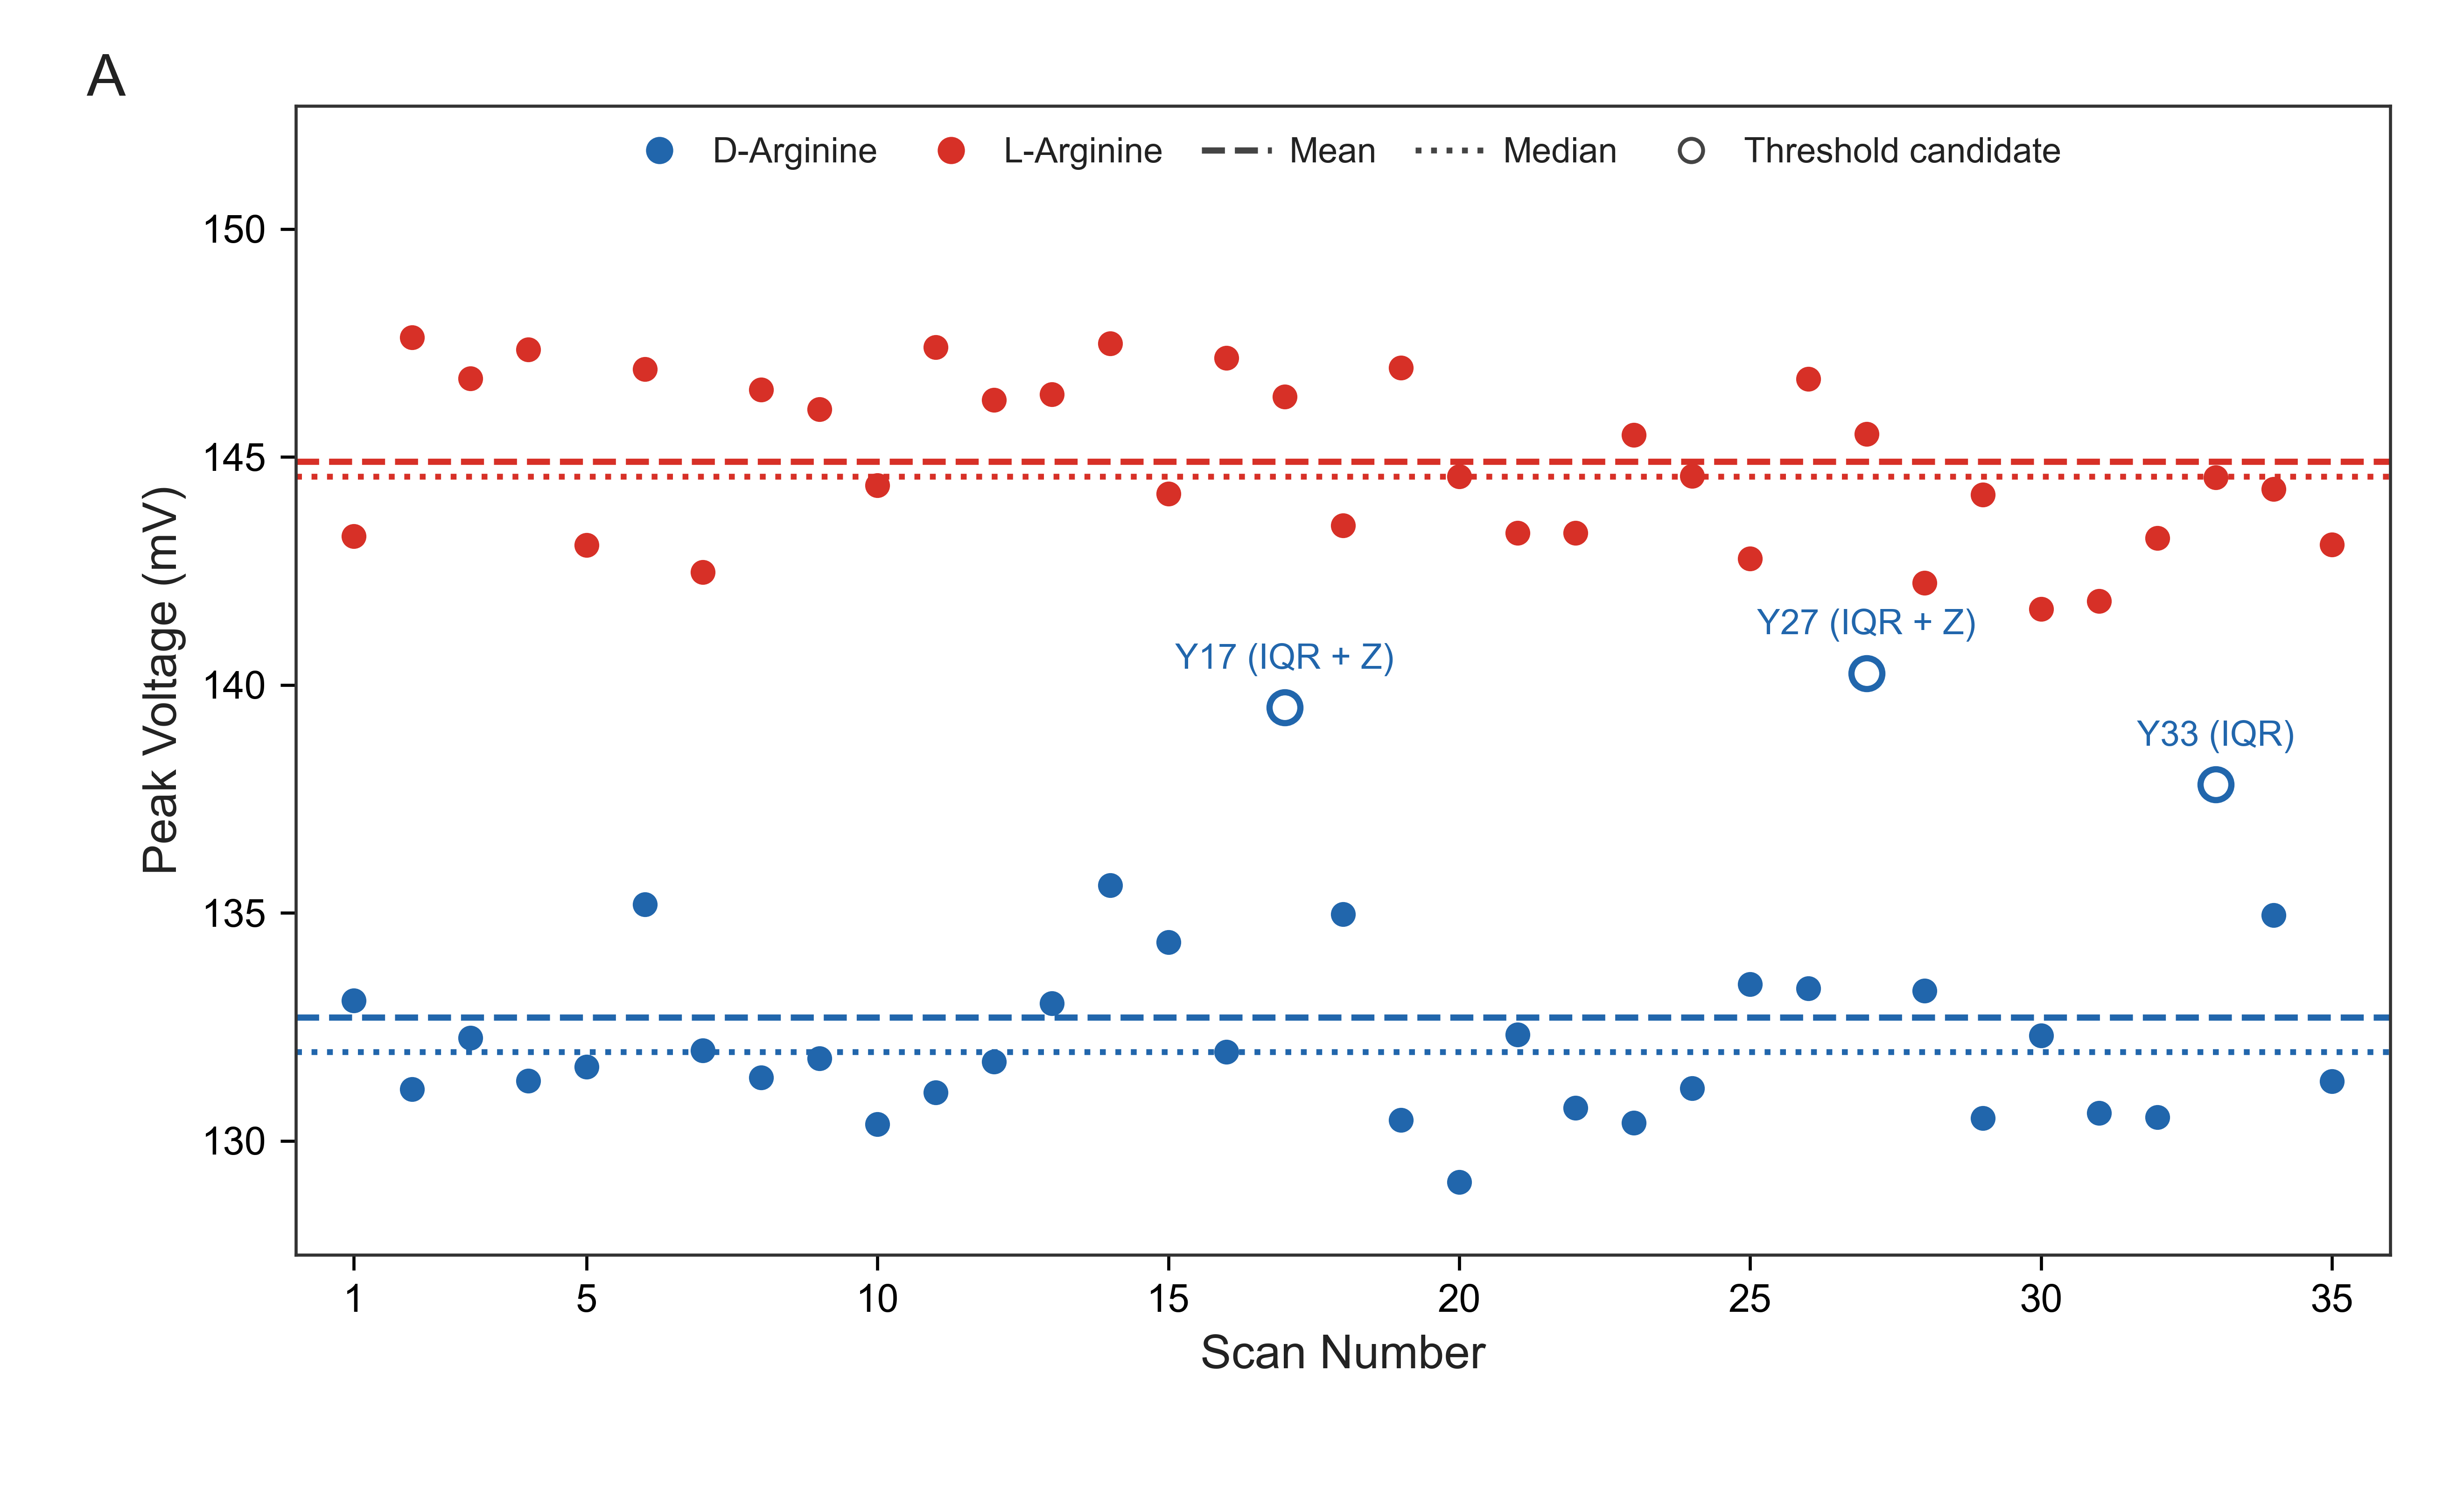 A
D-Arginine L-Arginine Mean Median Threshold candidate
150
145
140
135
130
Peak Voltage (mV)
Y27 (IQR + Z)
Y17 (IQR + Z)
Y33 (IQR)
1 5 10 15 20 25 30 35
Scan Number